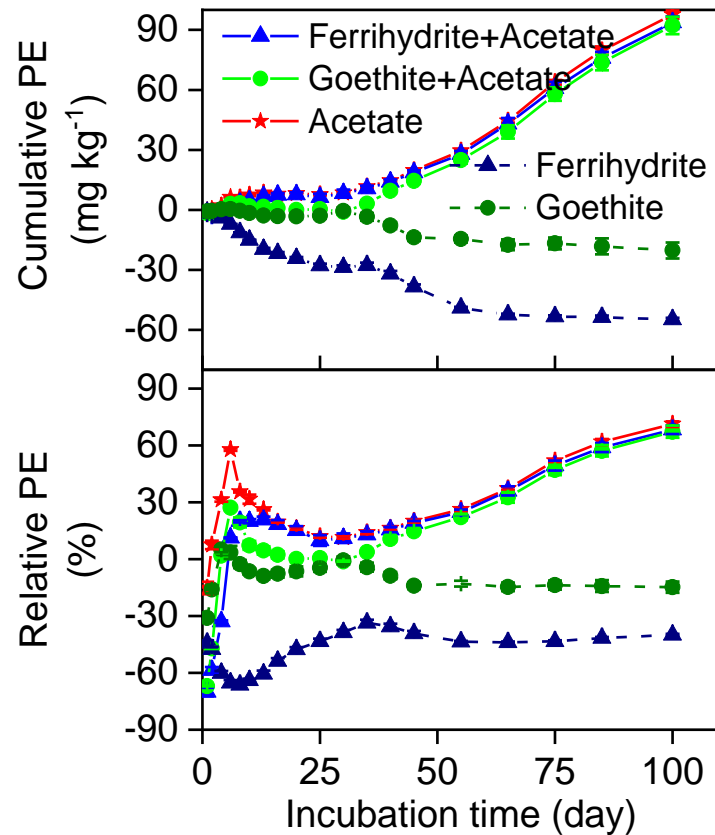 90
60
30
0
-30
-60
Cumulative PE
(mg kg⁻¹)
Ferrihydrite+Acetate
Goethite+Acetate
Acetate
Ferrihydrite
Goethite
90
60
30
0
-30
-60
-90
Relative PE
(%)
0 25 50 75 100
Incubation time (day)